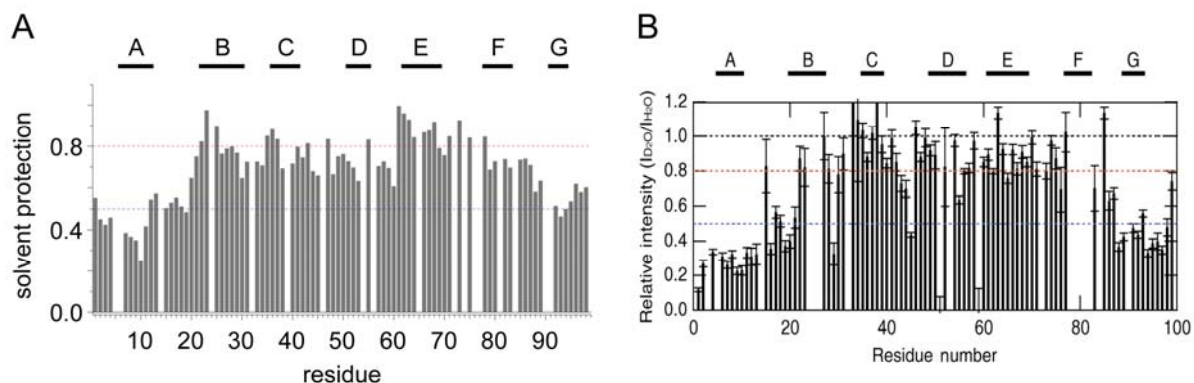 A
A B C D E F G
solvent protection
0.8
0.4
0.0
10 20 30 40 50 60 70 80 90
residue
B
A B C D E F G
Relative intensity (ID2O/IH2O)
1.2
1.0
0.8
0.6
0.4
0.2
0.0
0 20 40 60 80 100
Residue number